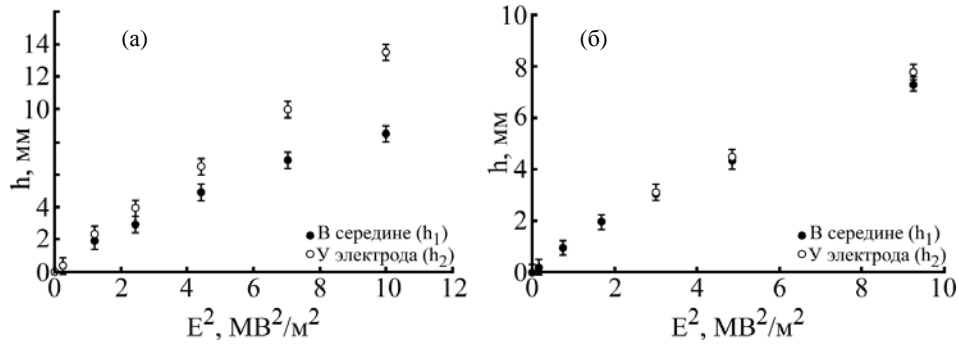 (а)
14
12
10
h, мм
4
2
0
0 2 4 6 8 10 12
В середине (h₁)
У электрода (h₂)
E², МВ²/м²
(б)
10
8
6
h, мм
4
2
0
0 2 4 6 8 10
В середине (h₁)
У электрода (h₂)
E², МВ²/м²